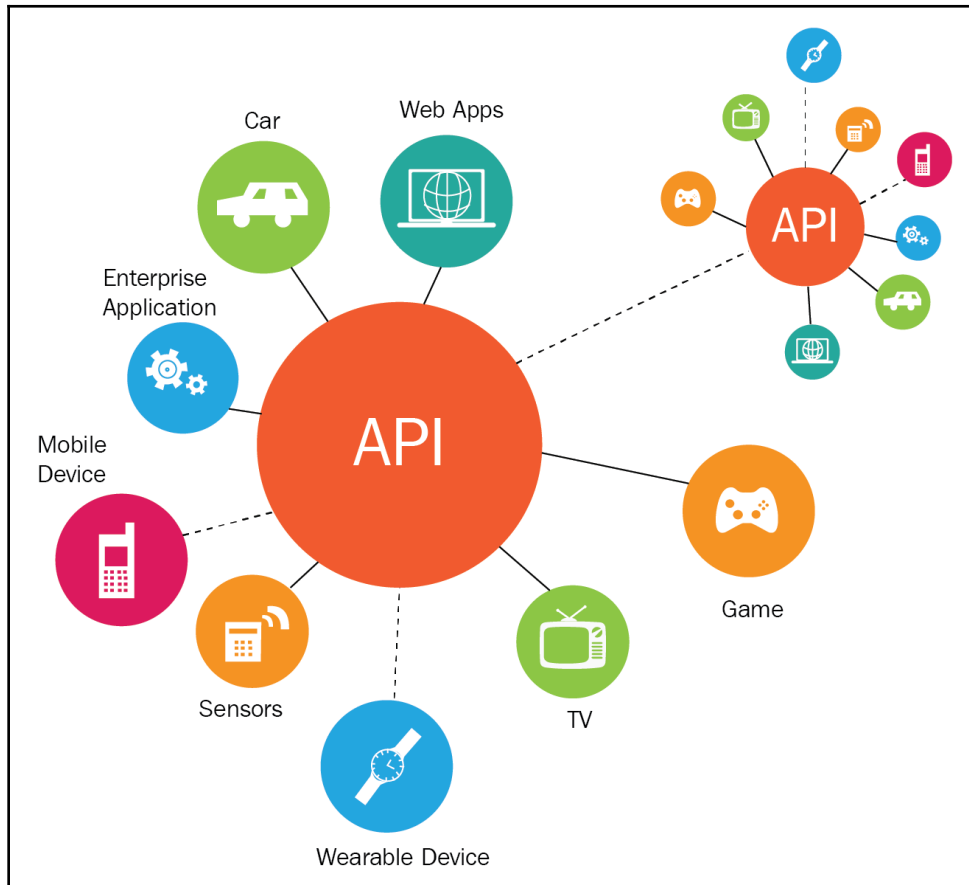 Car
Web Apps
API
Enterprise
Application
API
Mobile
Device
Game
Sensors
TV
Wearable Device